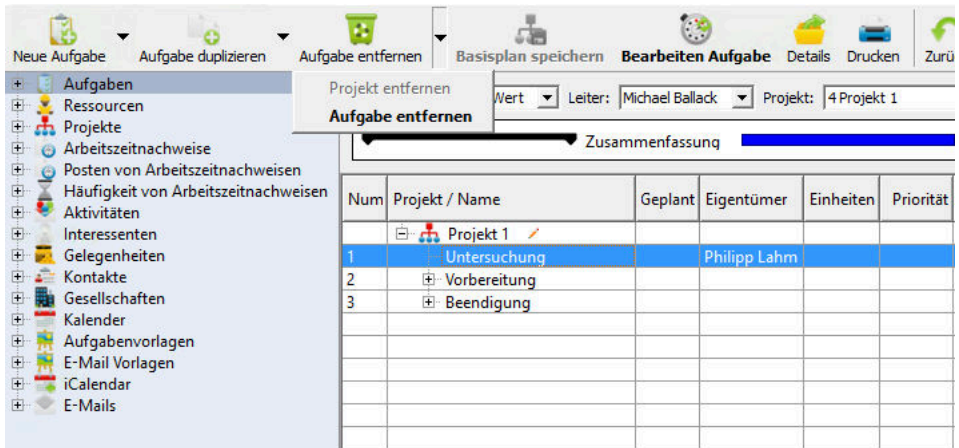 Neue Aufgabe Aufgabe duplizieren Aufgabe entfernen Basisplan speichern Bearbeiten Aufgabe Details Drucken Zurü
Projekt entfernen
Aufgabe entfernen
Wert Leiter: Michael Ballack Projekt: 4 Projekt 1
Zusammenfassung
Aufgaben
Ressourcen
Projekte
Arbeitszeitnachweise
Posten von Arbeitszeitnachweisen
Häufigkeit von Arbeitszeitnachweisen
Aktivitäten
Interessenten
Gelegenheiten
Kontakte
Gesellschaften
Kalender
Aufgabenvorlagen
E-Mail Vorlagen
iCalendar
E-Mails
Num Projekt / Name Geplant Eigentümer Einheiten Priorität
Projekt 1
1 Untersuchung Philipp Lahm
2 Vorbereitung
3 Beendigung